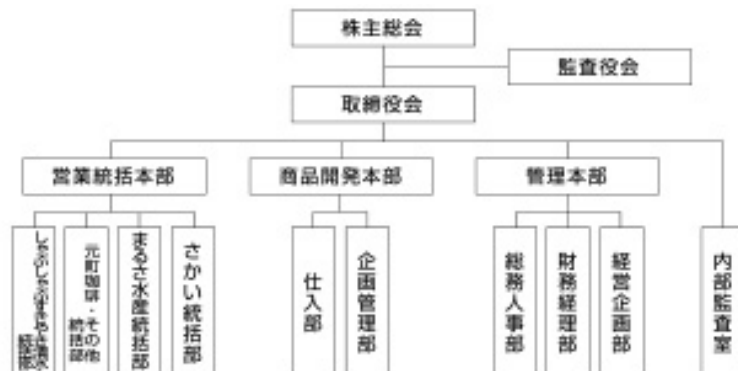 株主総会
監査役会
取締役会
営業統括本部
商品開発本部
管理本部
統括部
元町珈琲・その他
統括部
まるさ水産統括部
さかい統括部
仕入部
企画管理部
総務人事部
財務経理部
経営企画部
内部監査室